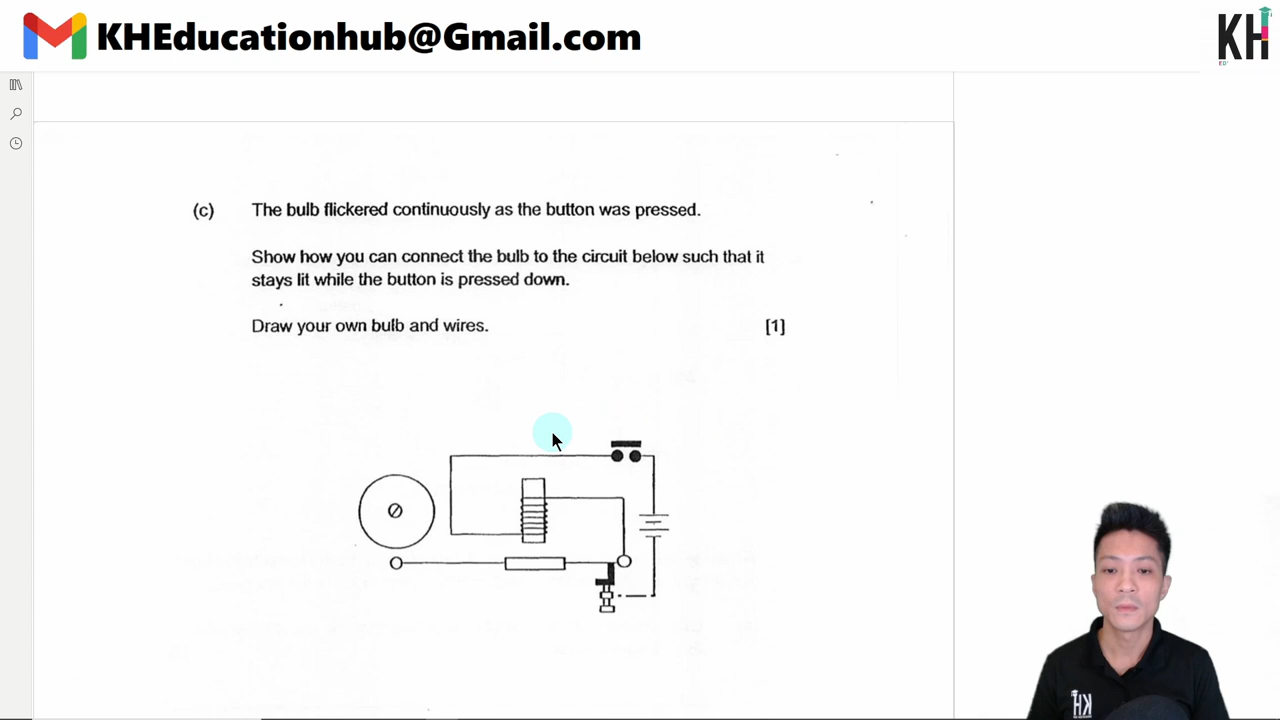 KHEducationhub@Gmail.com
KH
(c) The bulb flickered continuously as the button was pressed.
Show how you can connect the bulb to the circuit below such that it
stays lit while the button is pressed down.
Draw your own bulb and wires. [1]
KH